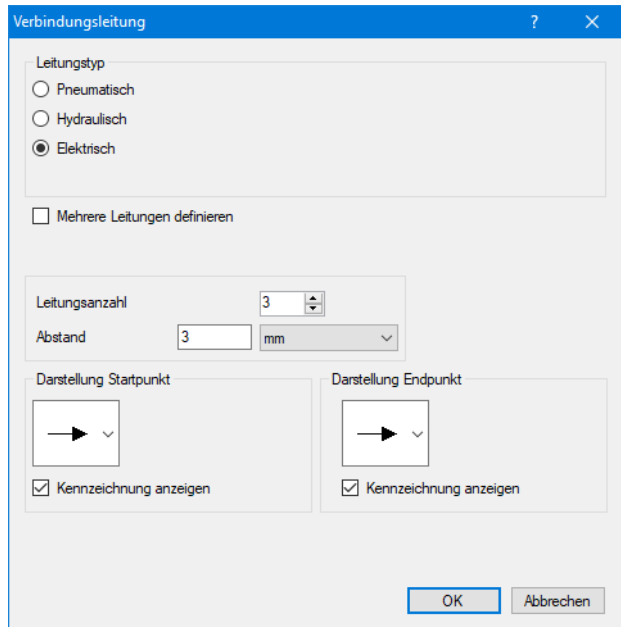 Verbindungsleitung ?
Leitungstyp
Pneumatisch
Hydraulisch
Elektrisch
Mehrere Leitungen definieren
Leitungsanzahl 3
Abstand 3 mm
Darstellung Startpunkt
Kennzeichnung anzeigen
Darstellung Endpunkt
Kennzeichnung anzeigen
OK Abbrechen